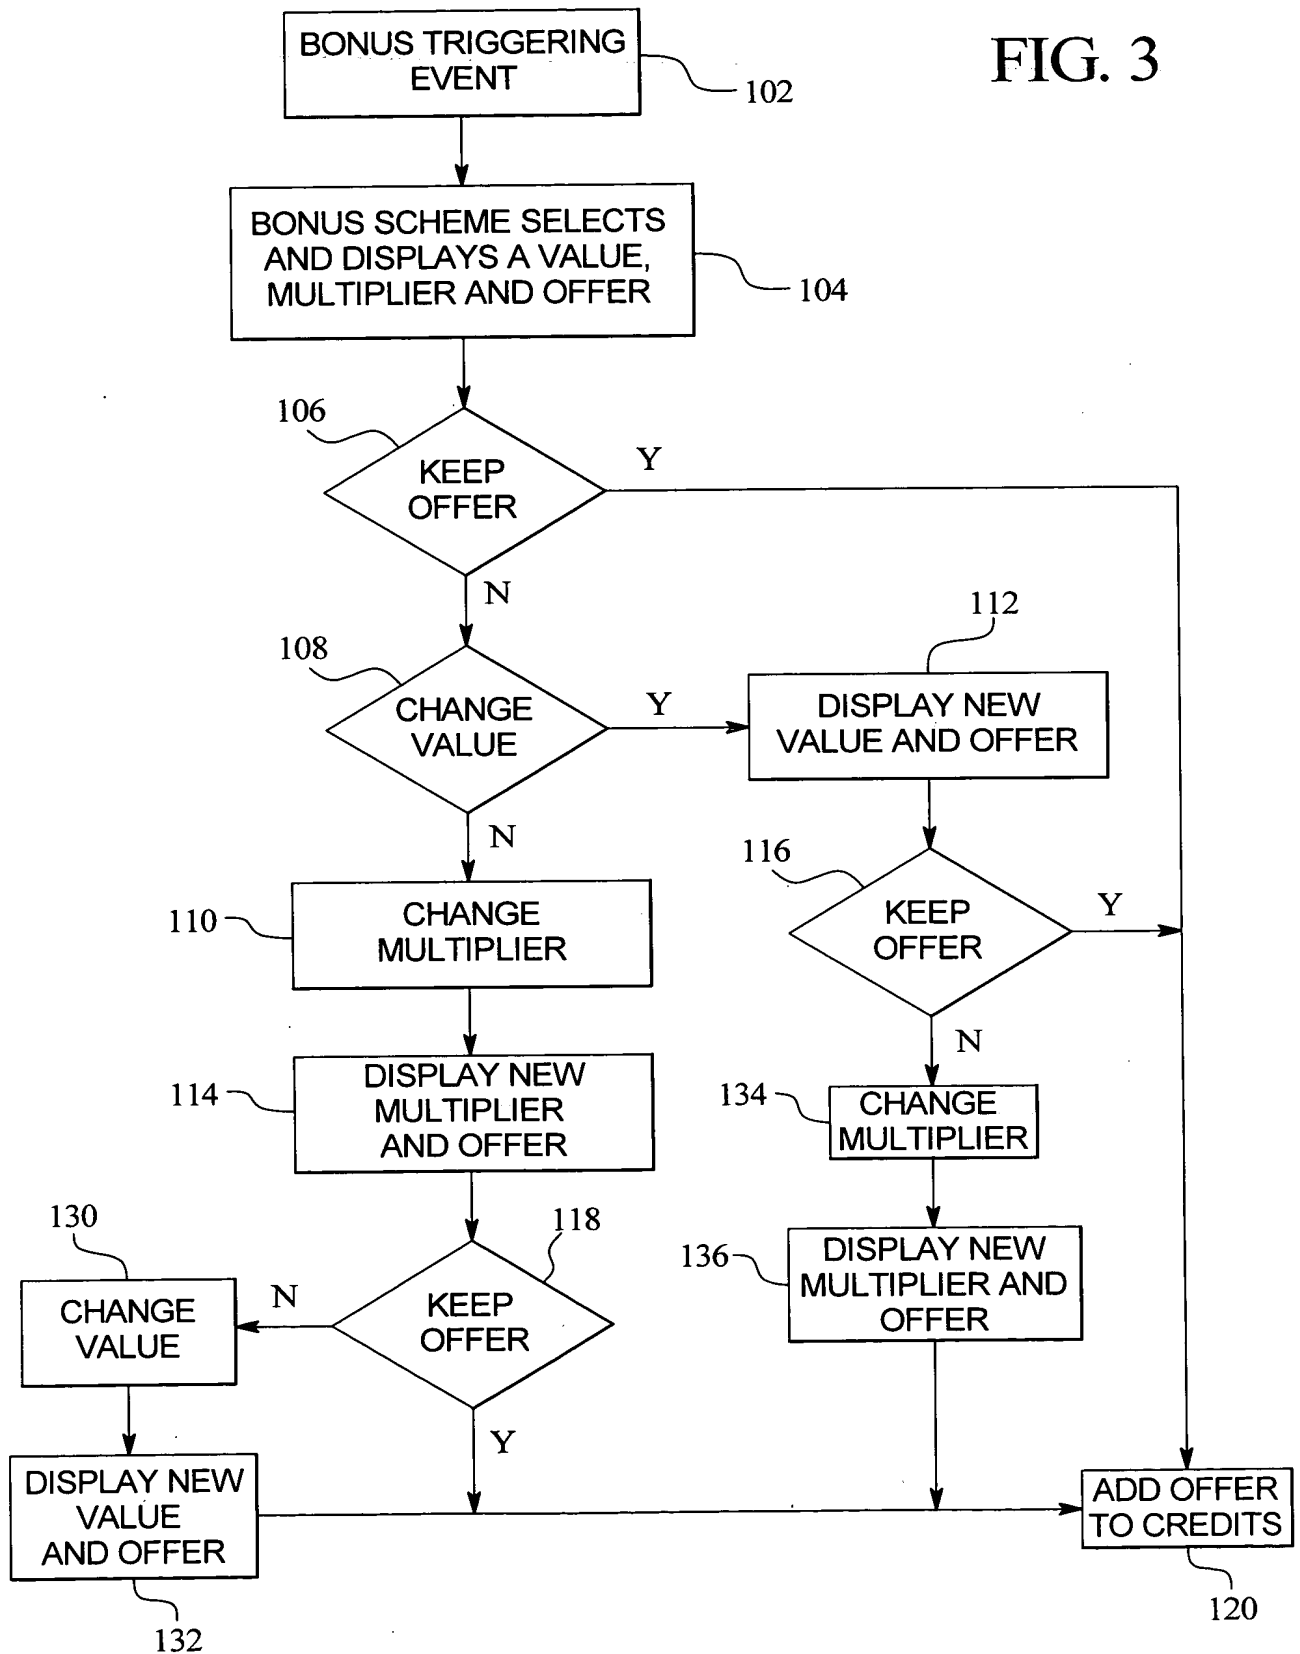 FIG. 3
BONUS TRIGGERING
EVENT
102
BONUS SCHEME SELECTS
AND DISPLAYS A VALUE,
MULTIPLIER AND OFFER
104
106
KEEP
OFFER
Y
N
108
CHANGE
VALUE
Y
N
112
DISPLAY NEW
VALUE AND OFFER
116
KEEP
OFFER
Y
N
110
CHANGE
MULTIPLIER
114
DISPLAY NEW
MULTIPLIER
AND OFFER
134
CHANGE
MULTIPLIER
136
DISPLAY NEW
MULTIPLIER AND
OFFER
118
KEEP
OFFER
N
Y
130
CHANGE
VALUE
DISPLAY NEW
VALUE
AND OFFER
132
ADD OFFER
TO CREDITS
120